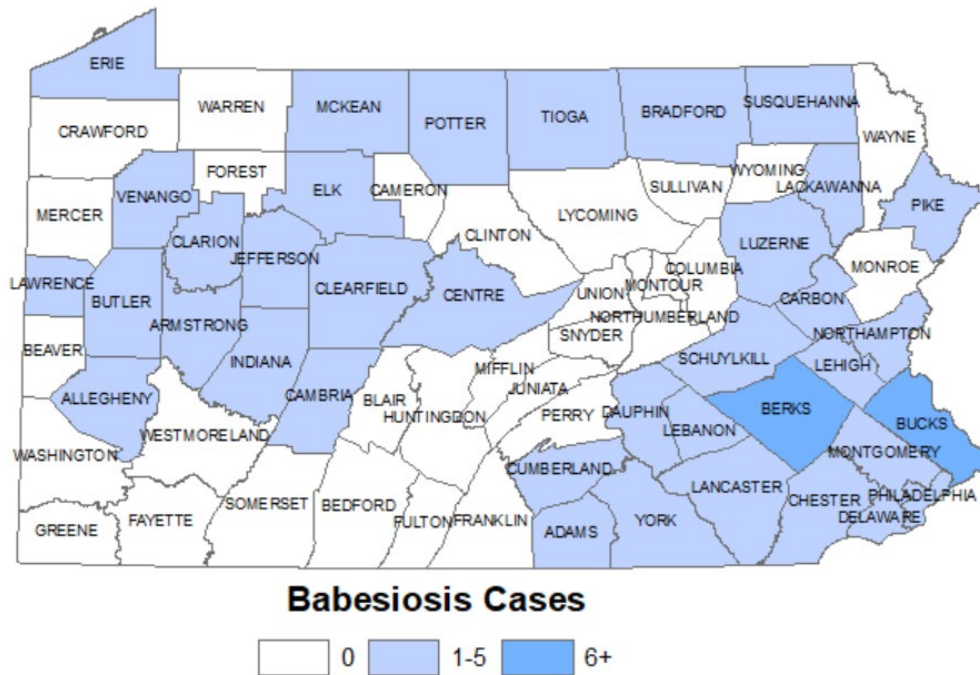 ERIE
WARREN
MCKEAN
POTTER
TIOGA
BRADFORD
SUSQUEHANNA
CRAWFORD
WAYNE
FOREST
WYOMING
VENANGO
ELK
CAMERON
SULLIVAN
LACKAWANNA
MERCER
LYCOMING
PIKE
CLARION
CLINTON
JEFFERSON
LUZERNE
LAWRENCE
BUTLER
CLEARFIELD
CENTRE
COLUMBIA
MONROE
UNION
MONTOUR
CARBON
ARMSTRONG
NORTHUMBERLAND
SNYDER
NORTHAMPTON
BEAVER
INDIANA
SCHUYLKILL
LEHIGH
MIFFLIN
CAMBRIA
JUNIATA
ALLEGHENY
BLAIR
HUNTINGDON
PERRY
DAUPHIN
BERKS
BUCKS
LEBANON
WESTMORELAND
WASHINGTON
MONTGOMERY
CUMBERLAND
LANCASTER
PHILADELPHIA
CHESTER
SOMERSET
BEDFORD
FULTON
FRANKLIN
ADAMS
YORK
DELAWARE
GREENE
FAYETTE
Babesiosis Cases
0 1-5 6+